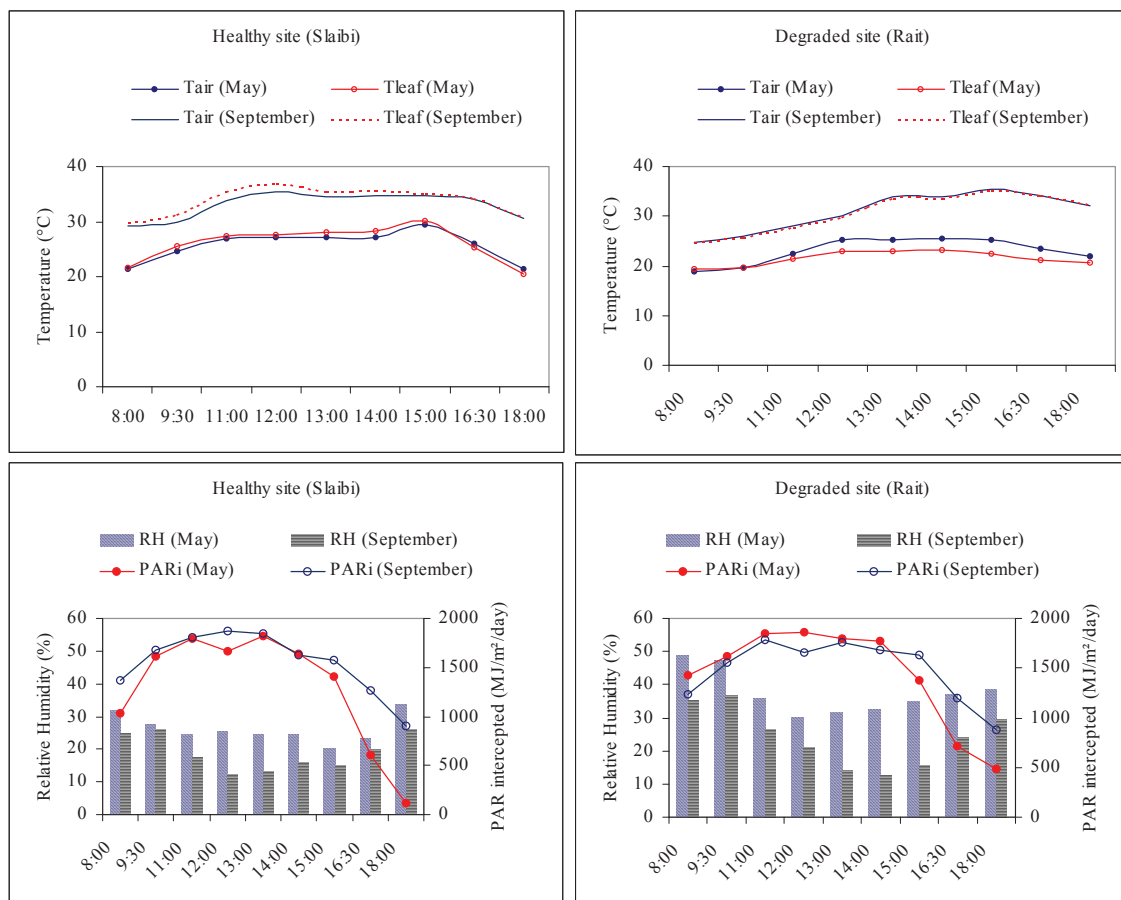 Healthy site (Slaibi)
Tair (May)
Tleaf (May)
Tair (September)
Tleaf (September)
Temperature (°C)
40
30
20
10
0
8:00 9:30 11:00 12:00 13:00 14:00 15:00 16:30 18:00
Degraded site (Rait)
Tair (May)
Tleaf (May)
Tair (September)
Tleaf (September)
Temperature (°C)
40
30
20
10
0
8:00 9:30 11:00 12:00 13:00 14:00 15:00 16:30 18:00
Healthy site (Slaibi)
RH (May)
RH (September)
PARi (May)
PARi (September)
Relative Humidity (%)
60
50
40
30
20
10
0
2000
1500
1000
500
0
PAR intercepted (MJ/m²/day)
8:00 9:30 11:00 12:00 13:00 14:00 15:00 16:30 18:00
Degraded site (Rait)
RH (May)
RH (September)
PARi (May)
PARi (September)
Relative Humidity (%)
60
50
40
30
20
10
0
2000
1500
1000
500
0
PAR intercepted (MJ/m²/day)
8:00 9:30 11:00 12:00 13:00 14:00 15:00 16:30 18:00